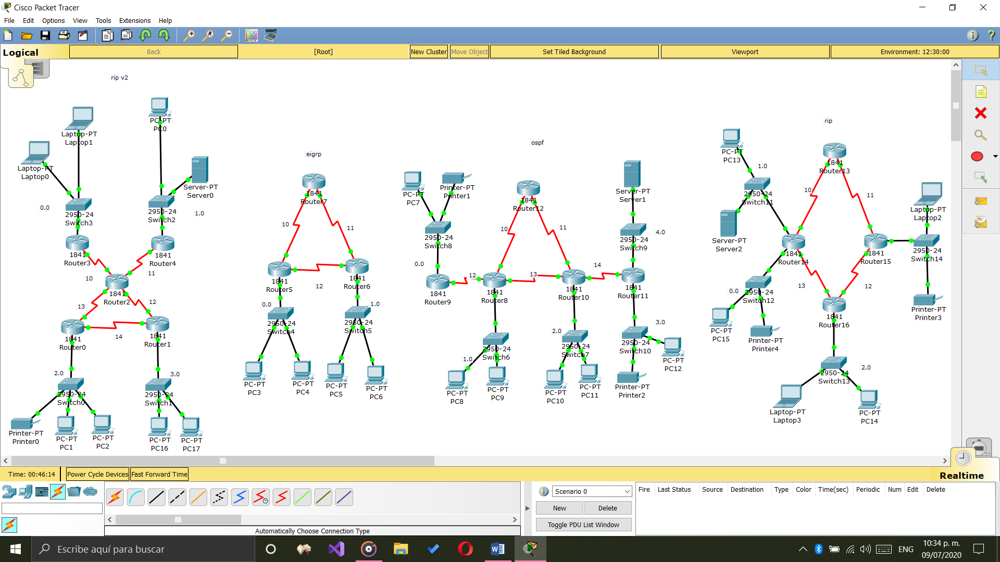 Cisco Packet Tracer
File Edit Options View Tools Extensions Help
Logical
Back
[Root]
New Cluster
Move Object
Set Tiled Background
Viewport
Environment: 12:30:00
rip v2
Laptop-PT
Laptop1
PC-PT
PC0
Laptop-PT
Laptop0
Server-PT
Server0
0.0
2950-24
Switch3
2950-24
Switch2
1.0
1841
Router3
1841
Router4
10
11
1841
Router2
13
12
1841
Router0
14
1841
Router1
2.0
3.0
2950-24
Switch0
2950-24
Switch1
Printer-PT
Printer0
PC-PT
PC1
PC-PT
PC2
PC-PT
PC16
PC-PT
PC17
eigrp
1841
Router7
10
11
1841
Router5
1841
Router6
12
0.0
1.0
2950-24
Switch4
2950-24
Switch5
PC-PT
PC3
PC-PT
PC4
PC-PT
PC5
PC-PT
PC6
ospf
PC-PT
PC7
Printer-PT
Printer1
1841
Router12
Server-PT
Server1
2950-24
Switch8
10
11
2950-24
Switch9
4.0
0.0
12
13
14
1841
Router9
1841
Router8
1841
Router10
1841
Router11
2950-24
Switch6
1.0
2.0
2950-24
Switch7
3.0
2950-24
Switch10
PC-PT
PC8
PC-PT
PC9
PC-PT
PC10
PC-PT
PC11
Printer-PT
Printer2
PC-PT
PC12
rip
PC-PT
PC13
1.0
1841
Router13
2950-24
Switch11
10
11
Laptop-PT
Laptop2
Server-PT
Server2
1841
Router14
1841
Router15
2950-24
Switch14
0.0
2950-24
Switch12
13
12
PC-PT
PC15
Printer-PT
Printer4
1841
Router16
Printer-PT
Printer3
2950-24
Switch13
2.0
Laptop-PT
Laptop3
PC-PT
PC14
Time: 00:46:14
Power Cycle Devices
Fast Forward Time
Realtime
Scenario 0
New
Delete
Toggle PDU List Window
Fire Last Status Source Destination Type Color Time(sec) Periodic Num Edit Delete
Automatically Choose Connection Type
Escribe aquí para buscar
ENG
10:34 p. m.
09/07/2020